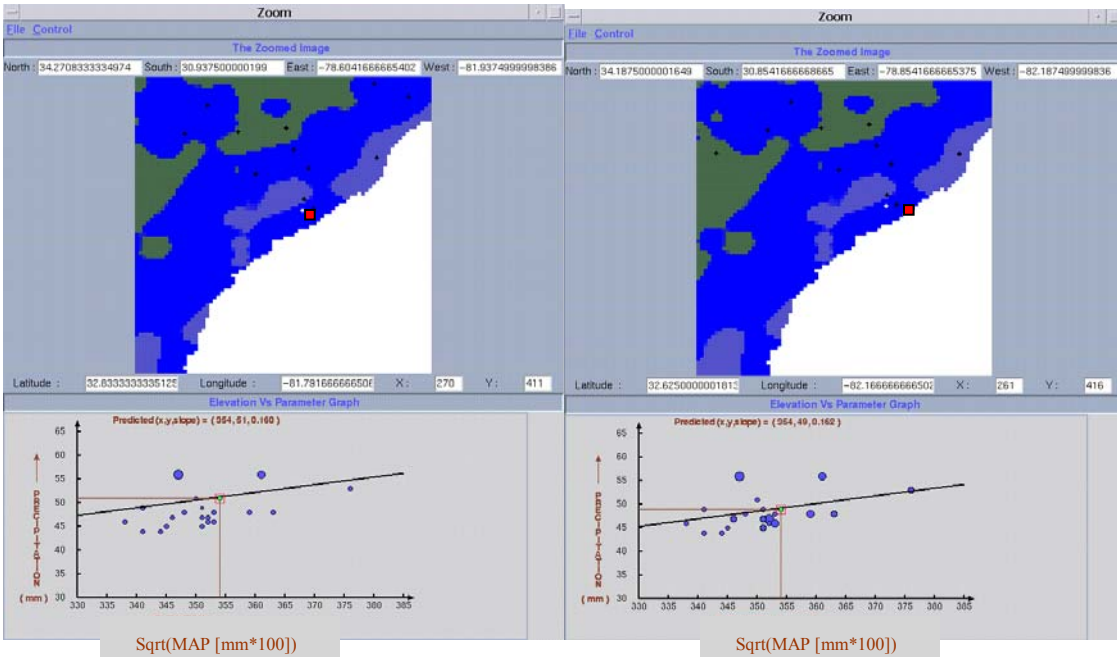 Zoom
File Control
The Zoomed Image
North : 34.2708333334974 South : 30.937500000199 East : -78.6041666665402 West : -81.9374999998386
Latitude : 32.8333333335125 Longitude : -81.7916666665 X : 270 Y : 411
Elevation Vs Parameter Graph
Predicted (x,y,slope) = ( 354, 51, 0.160 )
65
60
55
50
45
40
35
30
PRECIPITATION
( mm )
330 335 340 345 350 355 360 365 370 375 380 385
Sqrt(MAP [mm*100])
Zoom
File Control
The Zoomed Image
North : 34.1875000001649 South : 30.8541666668665 East : -78.8541666665375 West : -82.187499999836
Latitude : 32.6250000001813 Longitude : -82.166666666502 X : 261 Y : 416
Elevation Vs Parameter Graph
Predicted (x,y,slope) = ( 354, 49, 0.162 )
65
60
55
50
45
40
35
30
PRECIPITATION
( mm )
330 335 340 345 350 355 360 365 370 375 380 385
Sqrt(MAP [mm*100])